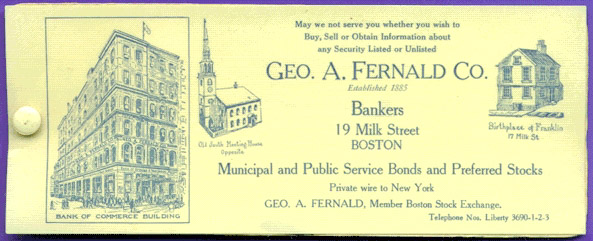 May we not serve you whether you wish to
Buy, Sell or Obtain Information about
any Security Listed or Unlisted
GEO. A. FERNALD CO.
Established 1885
Bankers
19 Milk Street
BOSTON
Municipal and Public Service Bonds and Preferred Stocks
Private wire to New York
GEO. A. FERNALD, Member Boston Stock Exchange.
Telephone Nos. Liberty 3690-1-2-3
BANK OF COMMERCE BUILDING
Old South Meeting House
Opposite
Birthplace of Franklin
17 Milk St.